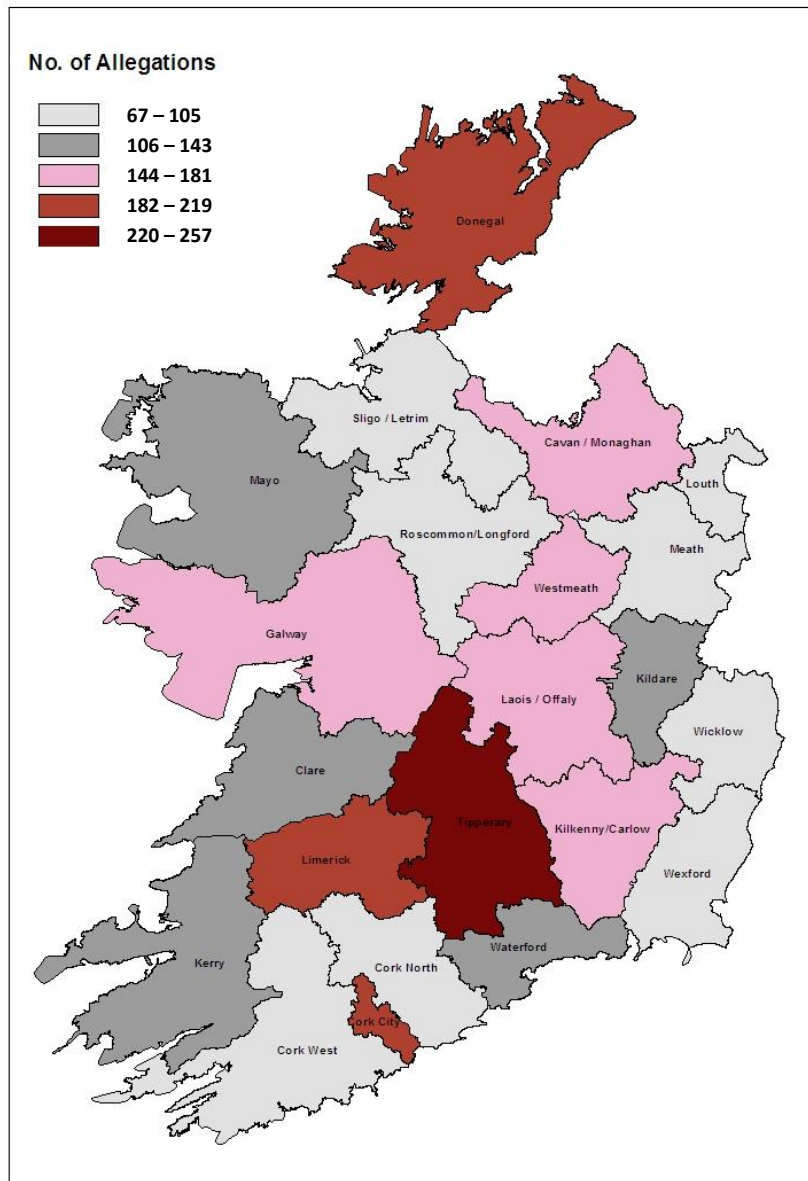 No. of Allegations
67 – 105
106 – 143
144 – 181
182 – 219
220 – 257
Donegal
Sligo / Letrim
Cavan / Monaghan
Louth
Mayo
Roscommon/Longford
Meath
Westmeath
Galway
Kildare
Laois / Offaly
Wicklow
Clare
Tipperary
Kilkenny/Carlow
Limerick
Wexford
Waterford
Kerry
Cork North
Cork City
Cork West